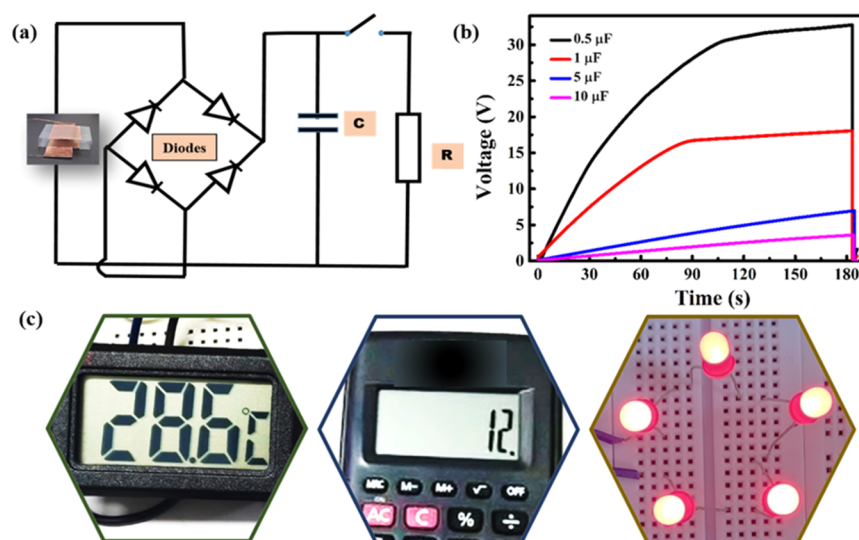 (a)
Diodes
C
R
(b)
0.5 µF
1 µF
5 µF
10 µF
Voltage (V)
30
25
20
15
10
5
0
0 30 60 90 120 150 180
Time (s)
(c)
28.6°C
12.
MRC M− M+ √ OFF
AC C % ÷